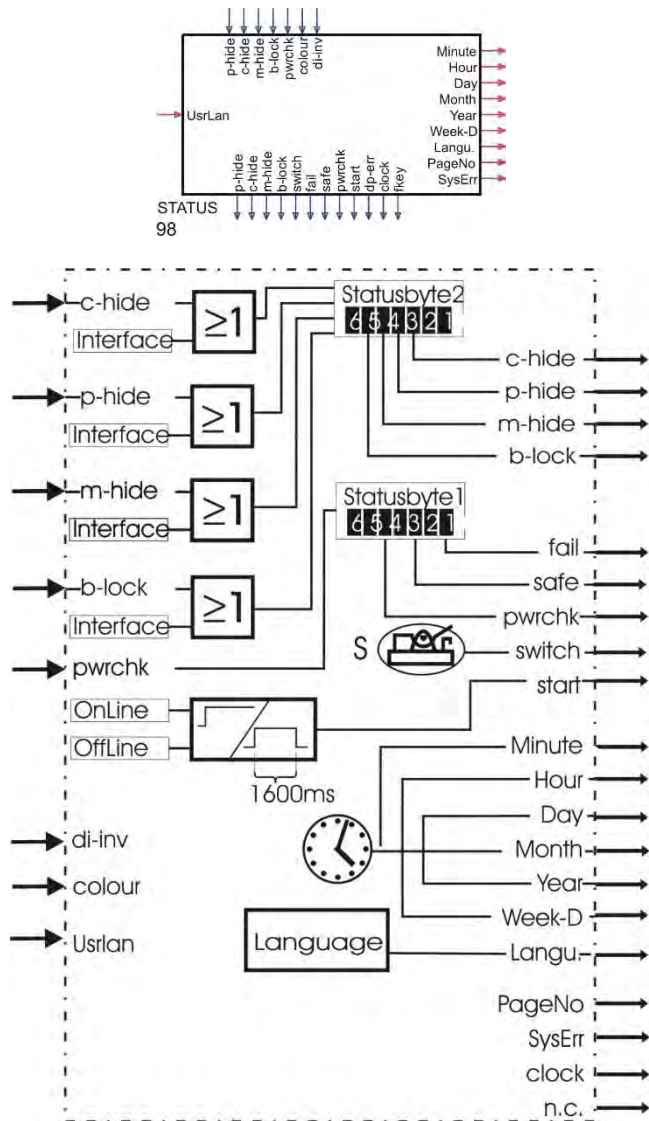 p-hide
c-hide
m-hide
b-lock
pwrchk
colour
di-inv
UsrLan
Minute
Hour
Day
Month
Year
Week-D
Langu.
PageNo
SysErr
p-hide
c-hide
m-hide
b-lock
switch
fail
safe
pwrchk
start
dp-err
clock
fkey
STATUS
98
c-hide
Interface
≥1
Statusbyte2
6 5 4 3 2 1
c-hide
p-hide
Interface
≥1
p-hide
m-hide
b-lock
m-hide
Interface
≥1
Statusbyte1
6 5 4 3 2 1
fail
b-lock
Interface
≥1
safe
pwrchk
pwrchk
S
switch
start
OnLine
OffLine
1600ms
Minute
Hour
Day
Month
Year
Week-D
Langu.
di-inv
colour
Usrlan
Language
PageNo
SysErr
clock
n.c.